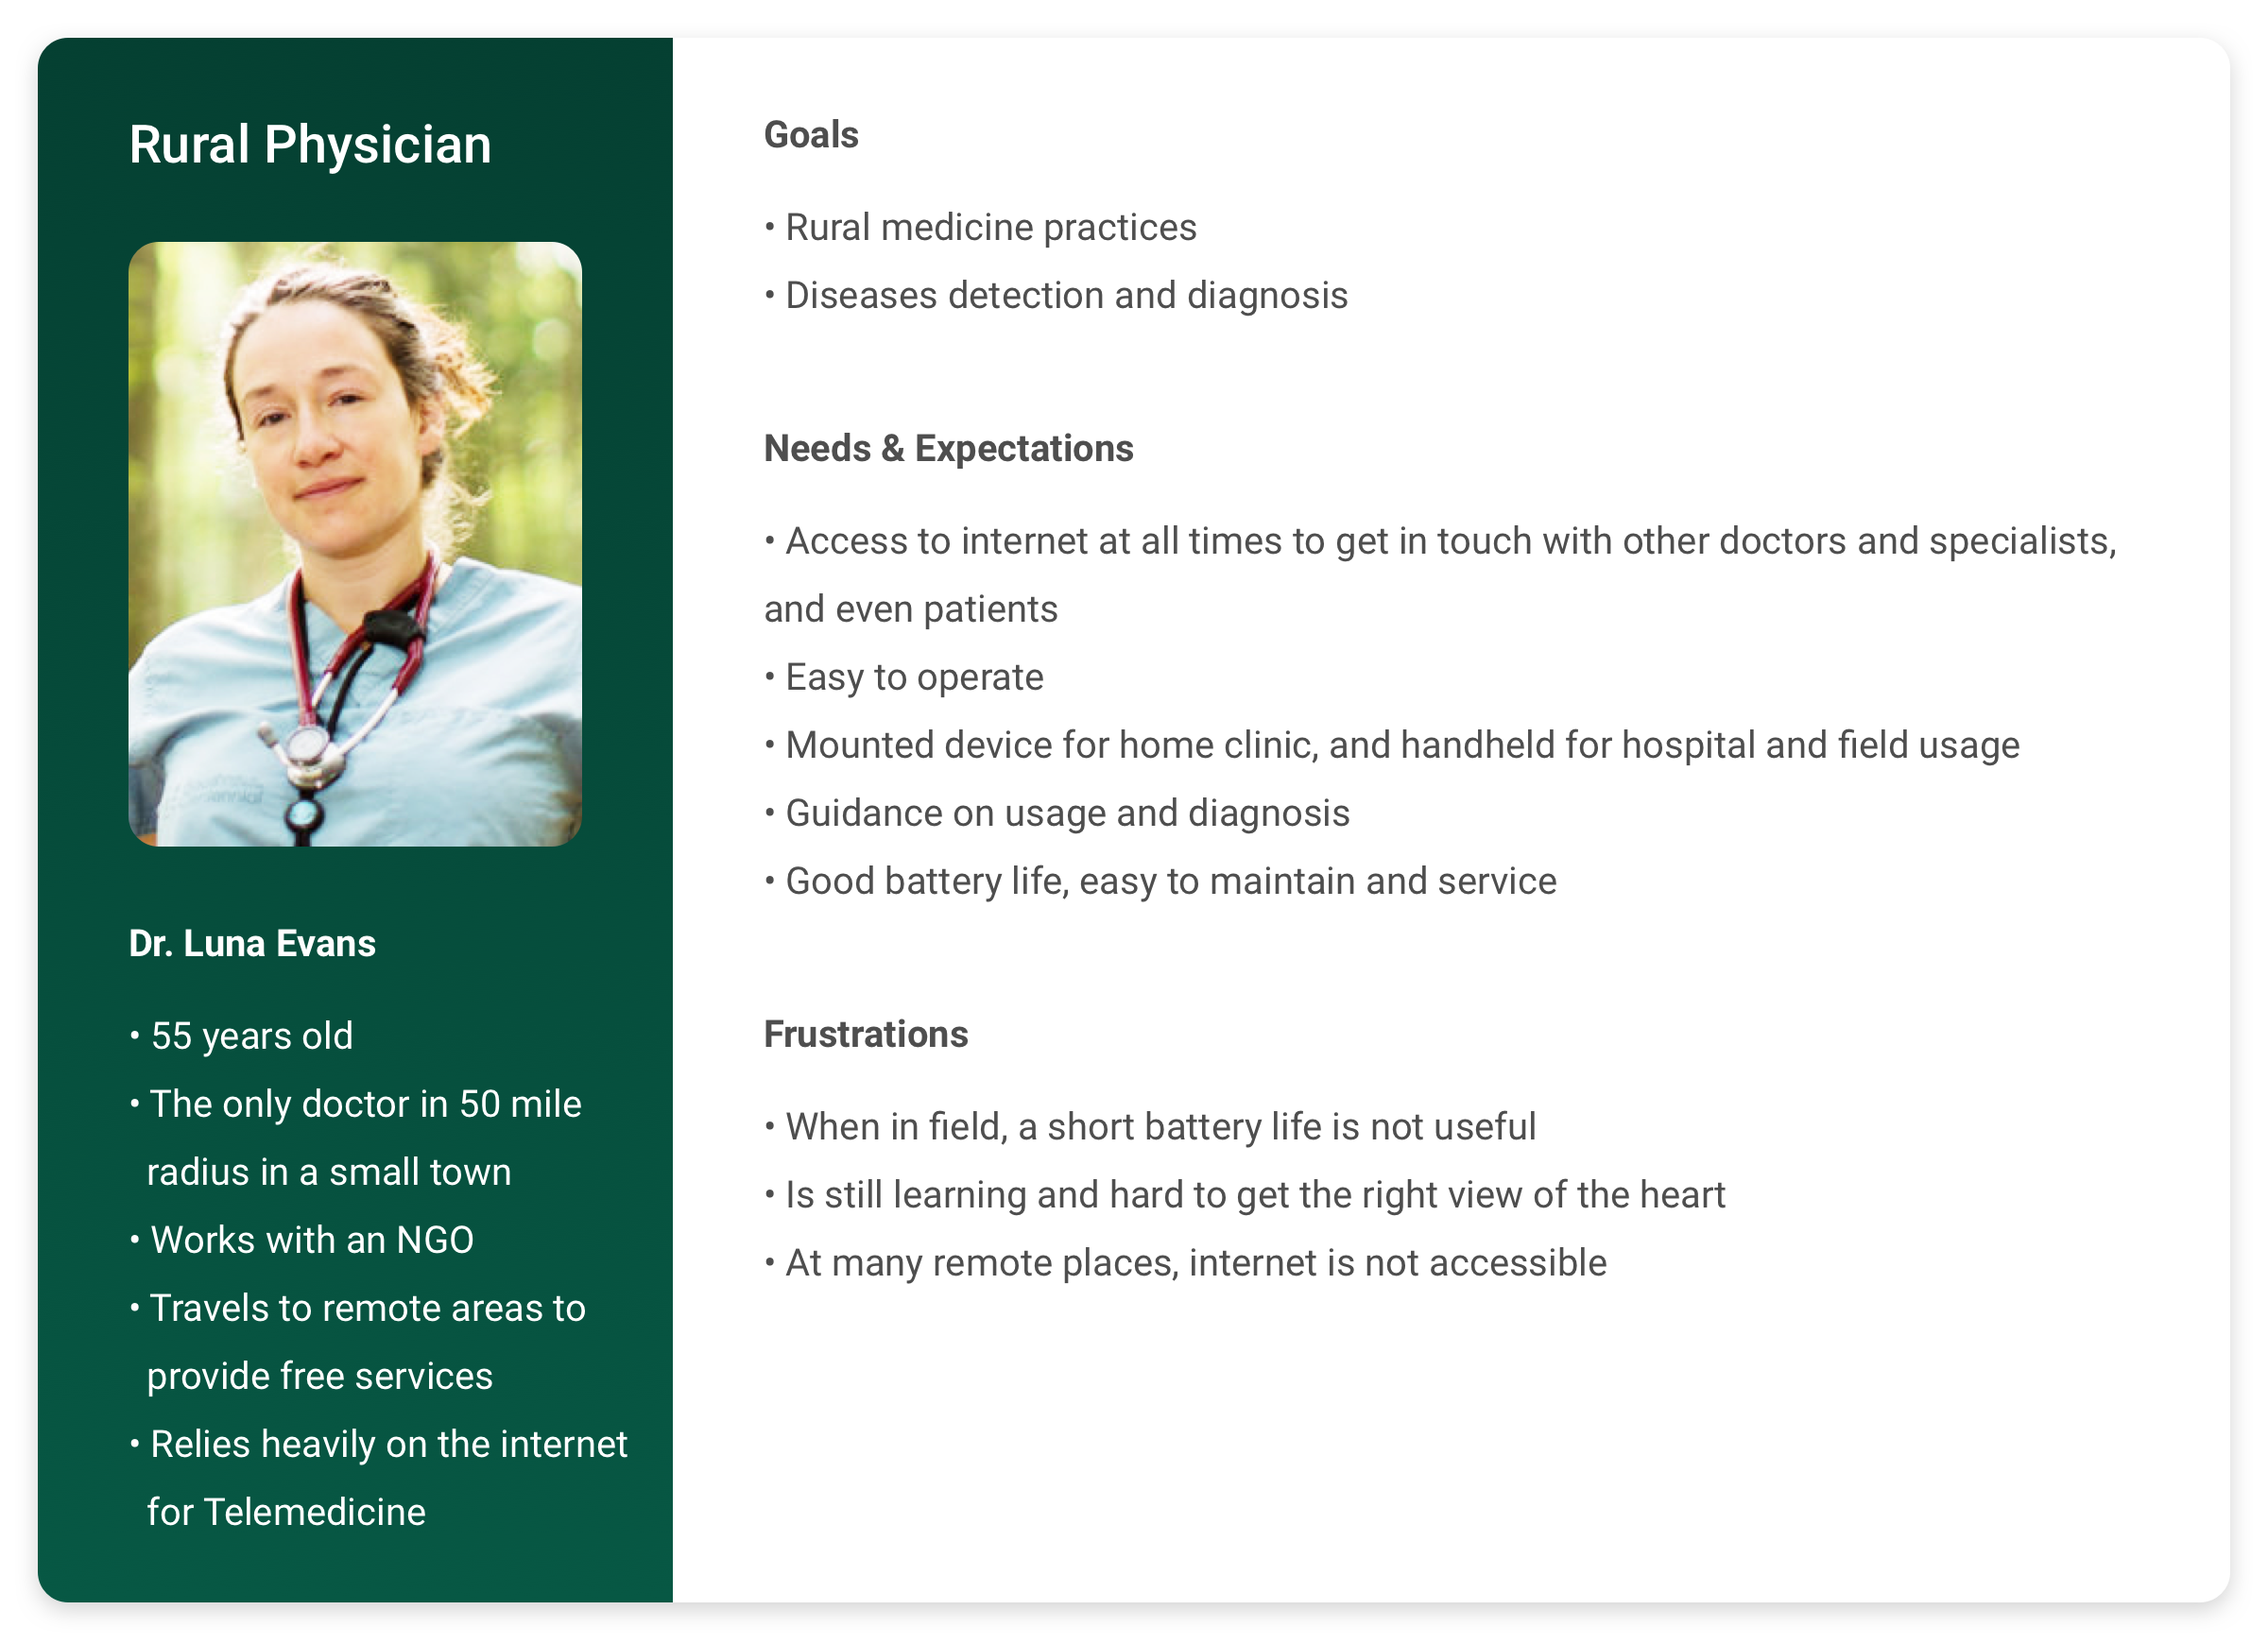 Rural Physician
Dr. Luna Evans
• 55 years old
• The only doctor in 50 mile
radius in a small town
• Works with an NGO
• Travels to remote areas to
provide free services
• Relies heavily on the internet
for Telemedicine
Goals
• Rural medicine practices
• Diseases detection and diagnosis
Needs & Expectations
• Access to internet at all times to get in touch with other doctors and specialists,
and even patients
• Easy to operate
• Mounted device for home clinic, and handheld for hospital and field usage
• Guidance on usage and diagnosis
• Good battery life, easy to maintain and service
Frustrations
• When in field, a short battery life is not useful
• Is still learning and hard to get the right view of the heart
• At many remote places, internet is not accessible